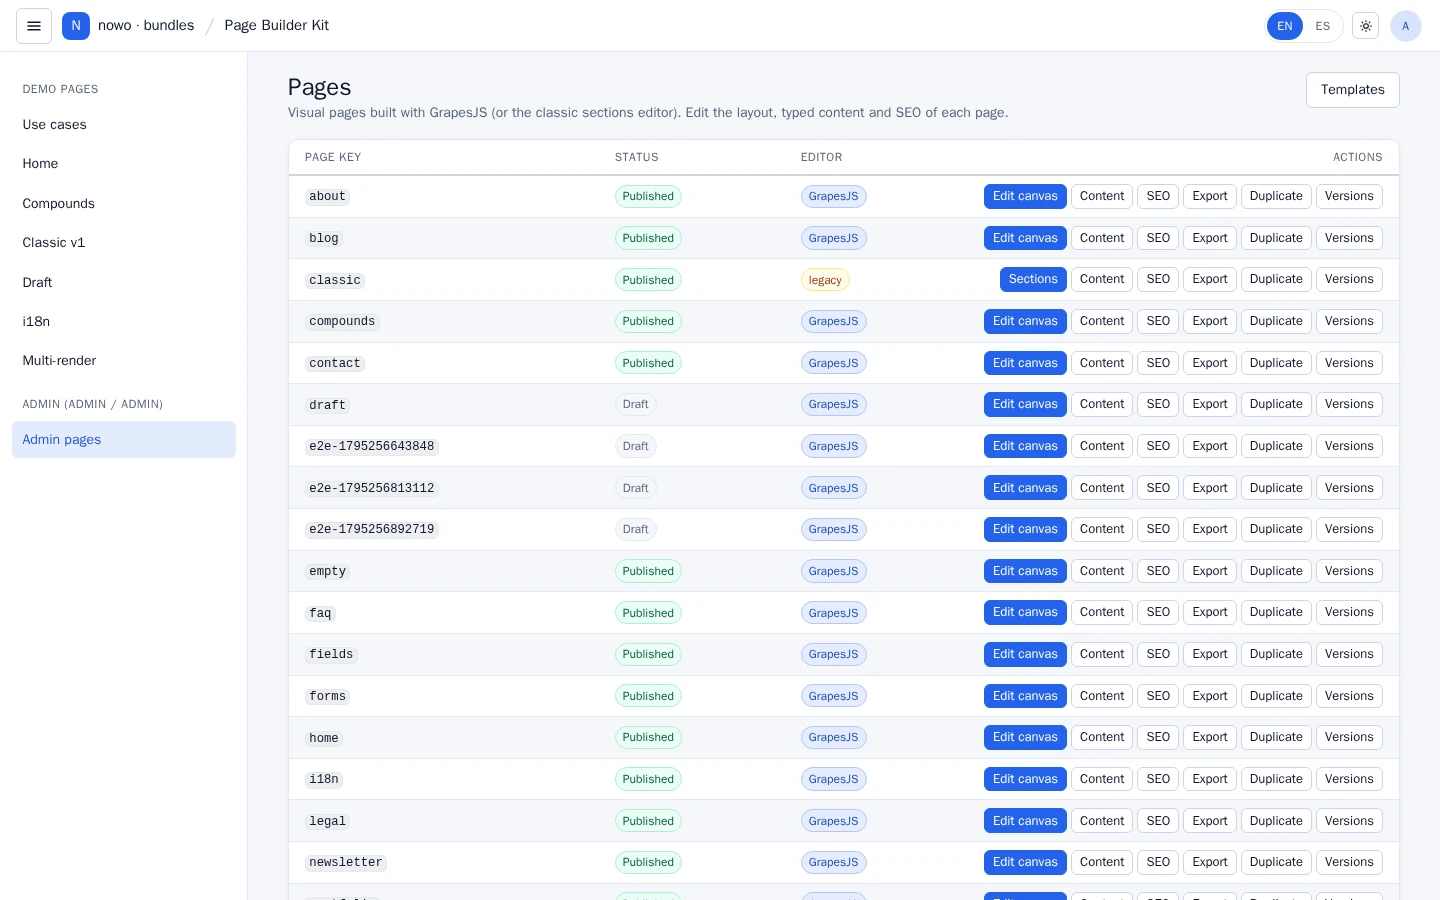 N nowo · bundles / Page Builder Kit
EN ES A
DEMO PAGES
Use cases
Home
Compounds
Classic v1
Draft
i18n
Multi-render
ADMIN (ADMIN / ADMIN)
Admin pages
Pages
Templates
Visual pages built with GrapesJS (or the classic sections editor). Edit the layout, typed content and SEO of each page.
PAGE KEY STATUS EDITOR ACTIONS
about Published GrapesJS Edit canvas Content SEO Export Duplicate Versions
blog Published GrapesJS Edit canvas Content SEO Export Duplicate Versions
classic Published legacy Sections Content SEO Export Duplicate Versions
compounds Published GrapesJS Edit canvas Content SEO Export Duplicate Versions
contact Published GrapesJS Edit canvas Content SEO Export Duplicate Versions
draft Draft GrapesJS Edit canvas Content SEO Export Duplicate Versions
e2e-1795256643848 Draft GrapesJS Edit canvas Content SEO Export Duplicate Versions
e2e-1795256813112 Draft GrapesJS Edit canvas Content SEO Export Duplicate Versions
e2e-1795256892719 Draft GrapesJS Edit canvas Content SEO Export Duplicate Versions
empty Published GrapesJS Edit canvas Content SEO Export Duplicate Versions
faq Published GrapesJS Edit canvas Content SEO Export Duplicate Versions
fields Published GrapesJS Edit canvas Content SEO Export Duplicate Versions
forms Published GrapesJS Edit canvas Content SEO Export Duplicate Versions
home Published GrapesJS Edit canvas Content SEO Export Duplicate Versions
i18n Published GrapesJS Edit canvas Content SEO Export Duplicate Versions
legal Published GrapesJS Edit canvas Content SEO Export Duplicate Versions
newsletter Published GrapesJS Edit canvas Content SEO Export Duplicate Versions